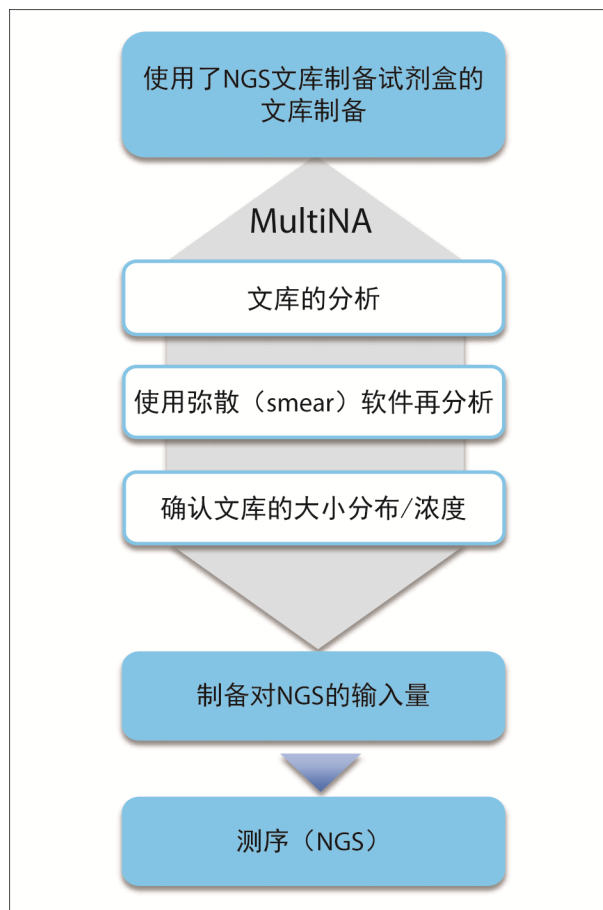 使用了NGS文库制备试剂盒的
文库制备
MultiNA
文库的分析
使用弥散（smear）软件再分析
确认文库的大小分布/浓度
制备对NGS的输入量
测序（NGS）